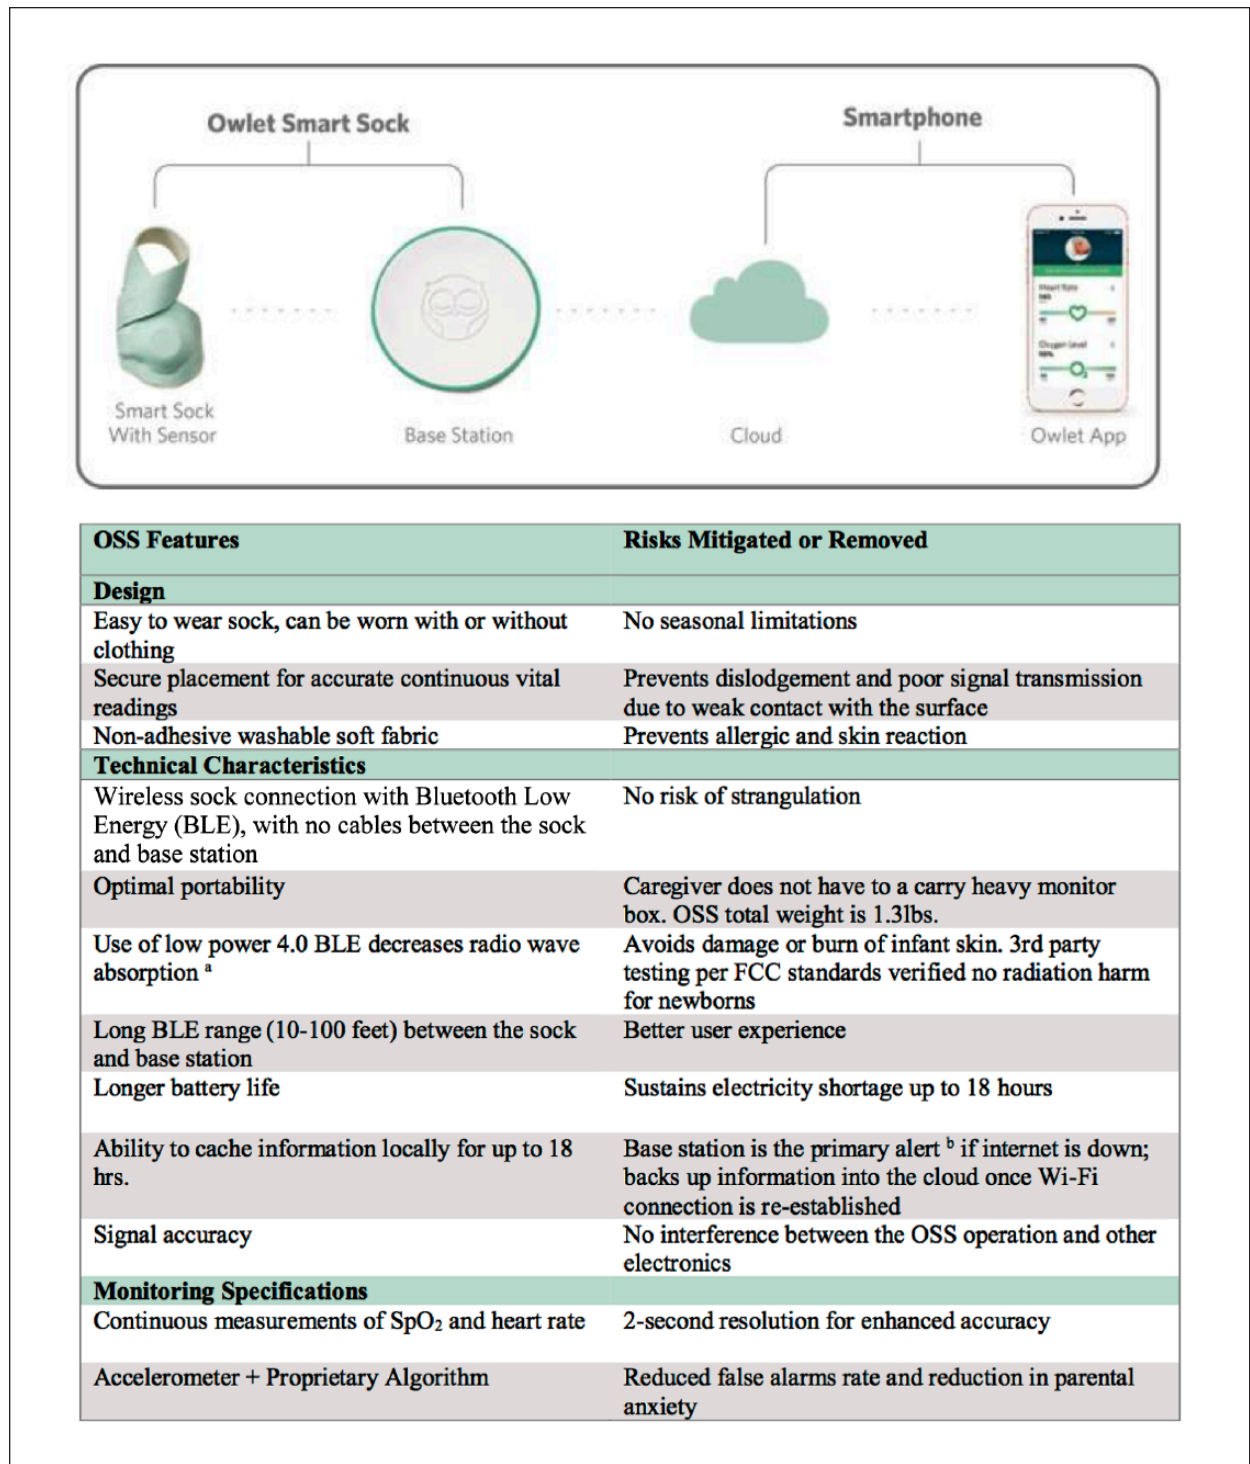 Owlet Smart Sock
Smartphone
Heart Rate
Oxygen Level
Smart Sock
With Sensor
Base Station
Cloud
Owlet App
OSS Features
Risks Mitigated or Removed
Design
Easy to wear sock, can be worn with or without
clothing
No seasonal limitations
Secure placement for accurate continuous vital
readings
Prevents dislodgement and poor signal transmission
due to weak contact with the surface
Non-adhesive washable soft fabric
Prevents allergic and skin reaction
Technical Characteristics
Wireless sock connection with Bluetooth Low
Energy (BLE), with no cables between the sock
and base station
No risk of strangulation
Optimal portability
Caregiver does not have to a carry heavy monitor
box. OSS total weight is 1.3lbs.
Use of low power 4.0 BLE decreases radio wave
absorption ᵃ
Avoids damage or burn of infant skin. 3rd party
testing per FCC standards verified no radiation harm
for newborns
Long BLE range (10-100 feet) between the sock
and base station
Better user experience
Longer battery life
Sustains electricity shortage up to 18 hours
Ability to cache information locally for up to 18
hrs.
Base station is the primary alert ᵇ if internet is down;
backs up information into the cloud once Wi-Fi
connection is re-established
Signal accuracy
No interference between the OSS operation and other
electronics
Monitoring Specifications
Continuous measurements of SpO₂ and heart rate
2-second resolution for enhanced accuracy
Accelerometer + Proprietary Algorithm
Reduced false alarms rate and reduction in parental
anxiety